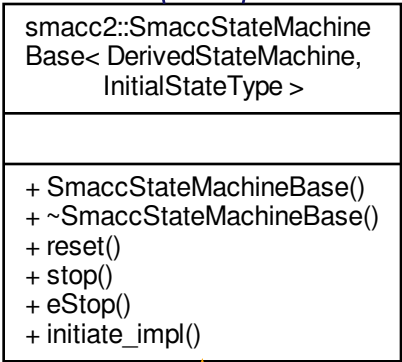 smacc2::SmaccStateMachine
Base< DerivedStateMachine,
InitialStateType >
+ SmaccStateMachineBase()
+ ~SmaccStateMachineBase()
+ reset()
+ stop()
+ eStop()
+ initiate_impl()